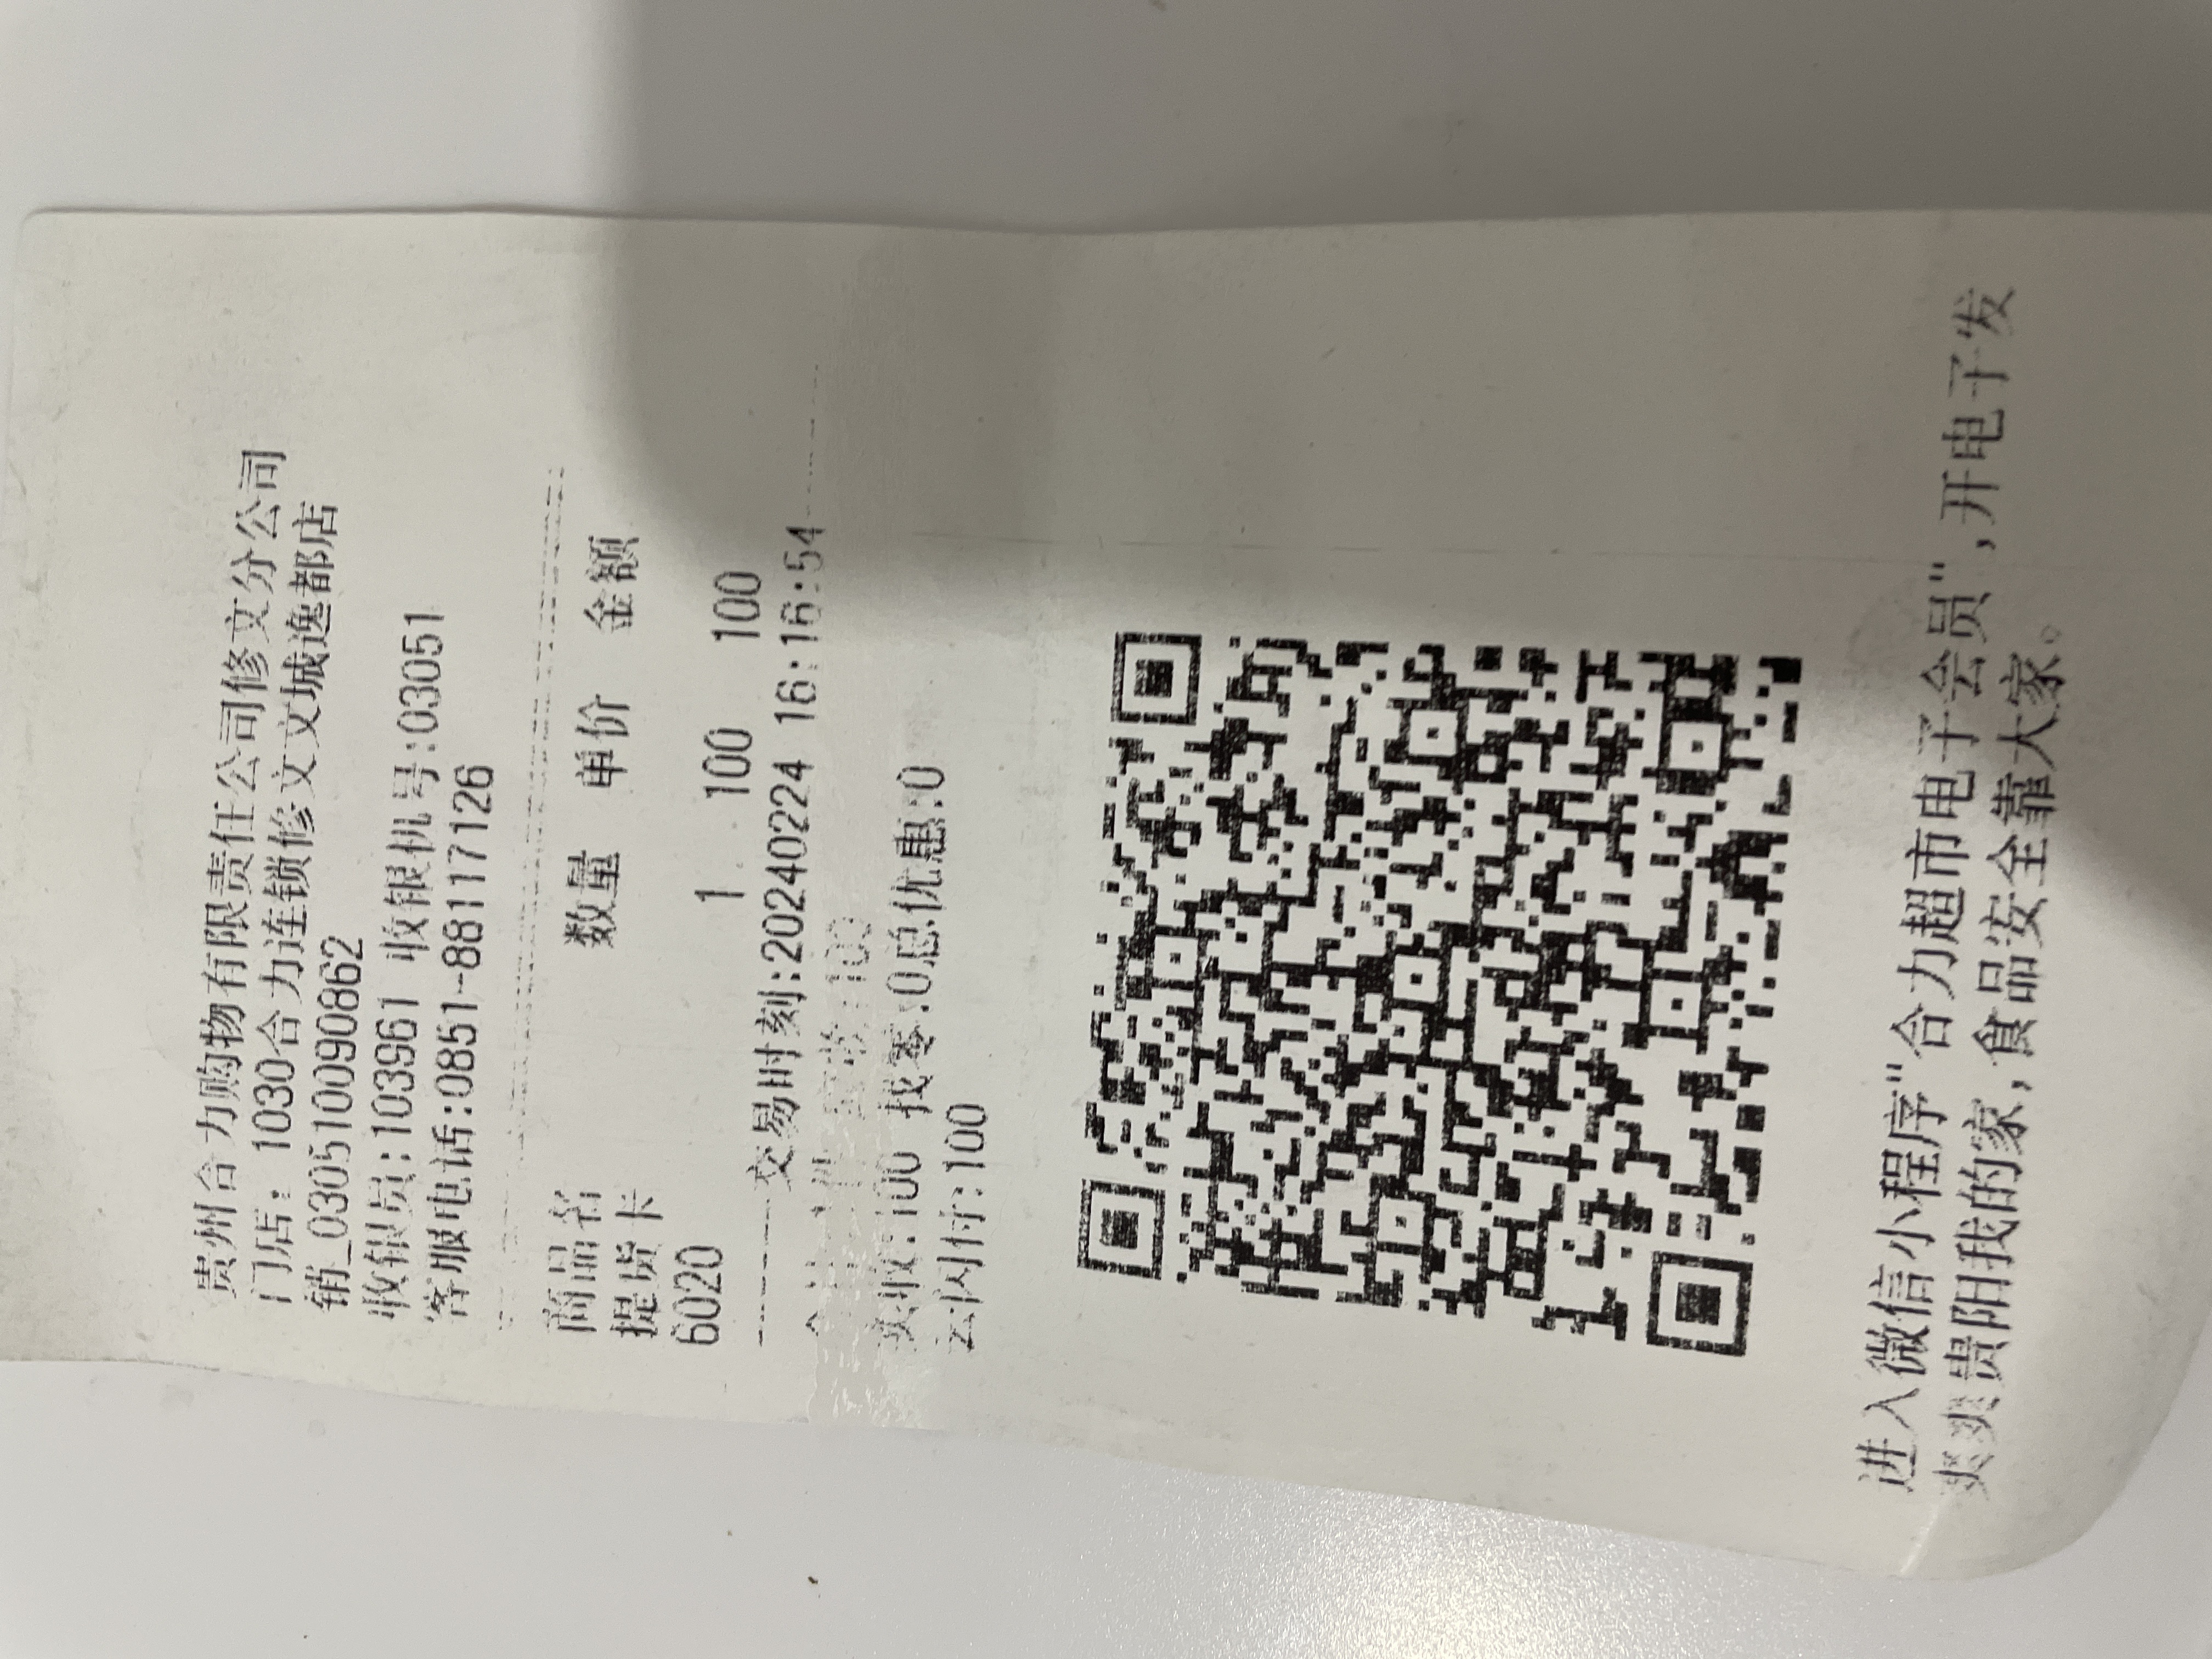 贵州合力购物有限责任公司修文分公司
门店: 1030合力连锁修文文城逸都店
销_030510090862
收银员:103961 收银机号:03051
客服电话:0851-88117126
商品名 数量 单价 金额
提货卡
6020 1 100 100
交易时刻:20240224 16:16:54
:100
实收:100 找零:0总优惠:0
云闪付:100
进入微信小程序"合力超市电子会员",开电子发
爽爽贵阳我的家,食品安全靠大家。